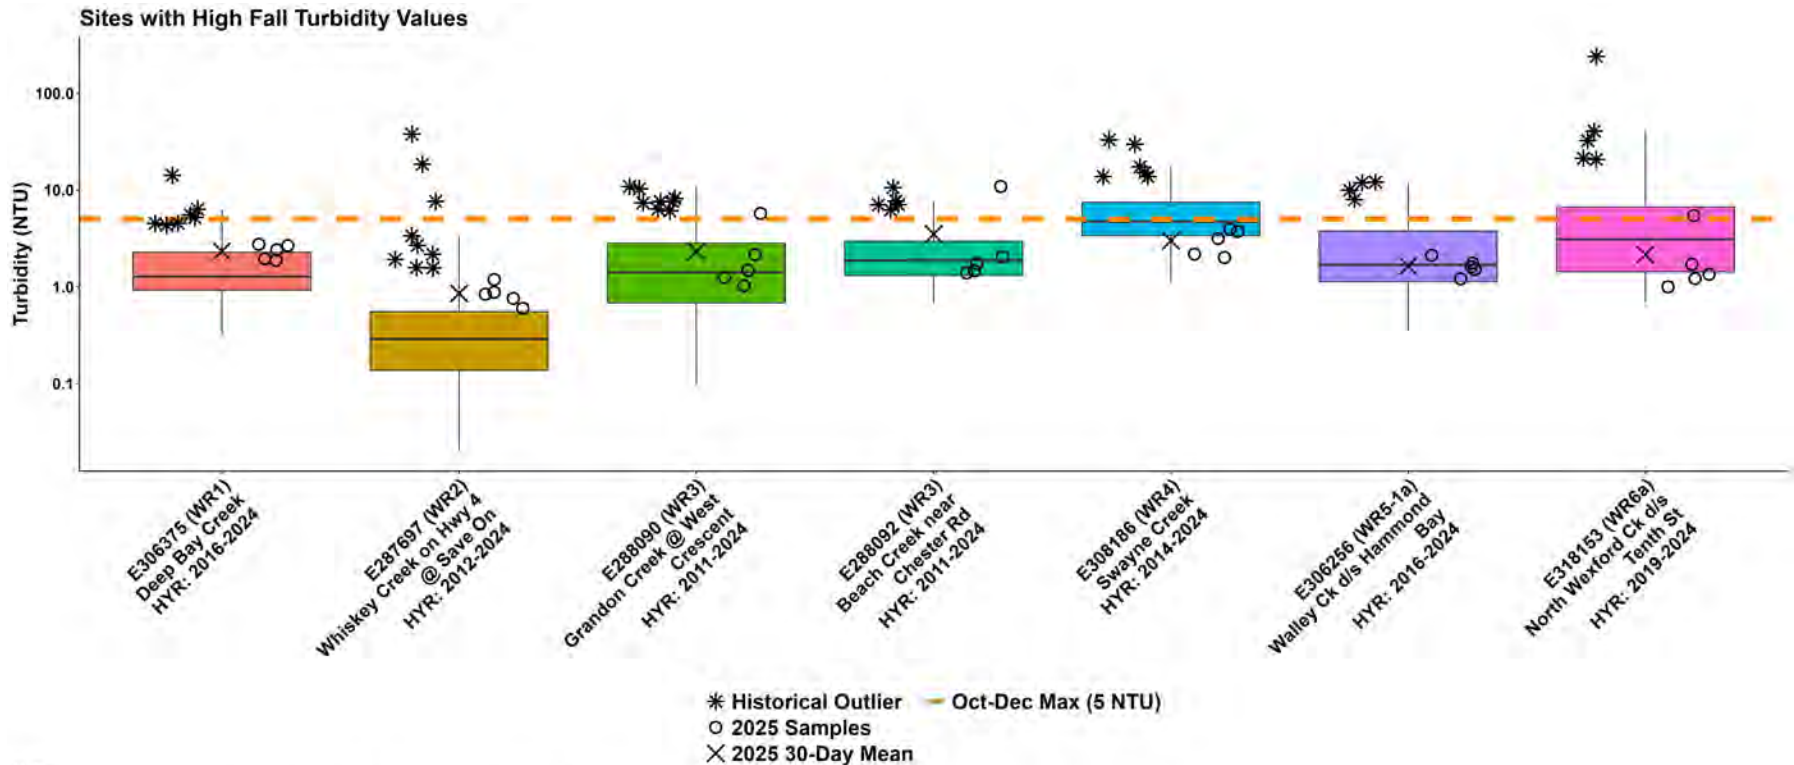 Sites with High Fall Turbidity Values
Turbidity (NTU)
100.0
10.0
1.0
0.1
E306375 (WR1)
Deep Bay Creek
HYR: 2016-2024
E287697 (WR2)
Whiskey Creek on Hwy 4
@ Save On
HYR: 2012-2024
E288090 (WR3)
Grandon Creek @ West
Crescent
HYR: 2011-2024
E288092 (WR3)
Beach Creek near
Chester Rd
HYR: 2011-2024
E308186 (WR4)
Swayne Creek
HYR: 2014-2024
E306256 (WR5-1a)
Walley Ck d/s Hammond
Bay
HYR: 2016-2024
E318153 (WR6a)
North Wexford Ck d/s
Tenth St
HYR: 2019-2024
Historical Outlier
Oct-Dec Max (5 NTU)
2025 Samples
2025 30-Day Mean